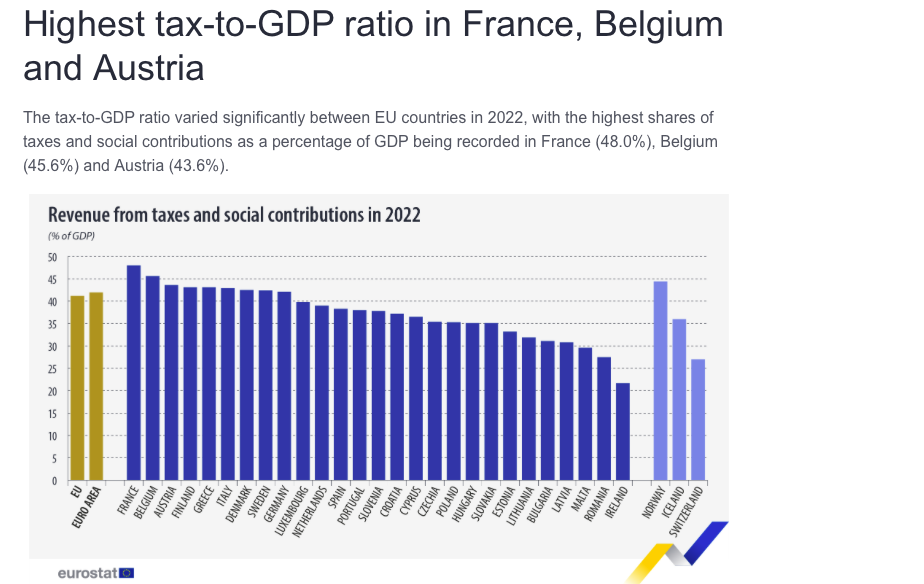 Highest tax-to-GDP ratio in France, Belgium
and Austria
The tax-to-GDP ratio varied significantly between EU countries in 2022, with the highest shares of
taxes and social contributions as a percentage of GDP being recorded in France (48.0%), Belgium
(45.6%) and Austria (43.6%).
Revenue from taxes and social contributions in 2022
(% of GDP)
50
45
40
35
30
25
20
15
10
5
0
EU
EURO AREA
FRANCE
BELGIUM
AUSTRIA
FINLAND
GREECE
ITALY
DENMARK
SWEDEN
GERMANY
LUXEMBOURG
NETHERLANDS
SPAIN
PORTUGAL
SLOVENIA
CROATIA
CYPRUS
CZECHIA
POLAND
HUNGARY
SLOVAKIA
ESTONIA
LITHUANIA
BULGARIA
LATVIA
MALTA
ROMANIA
IRELAND
NORWAY
ICELAND
SWITZERLAND
eurostat